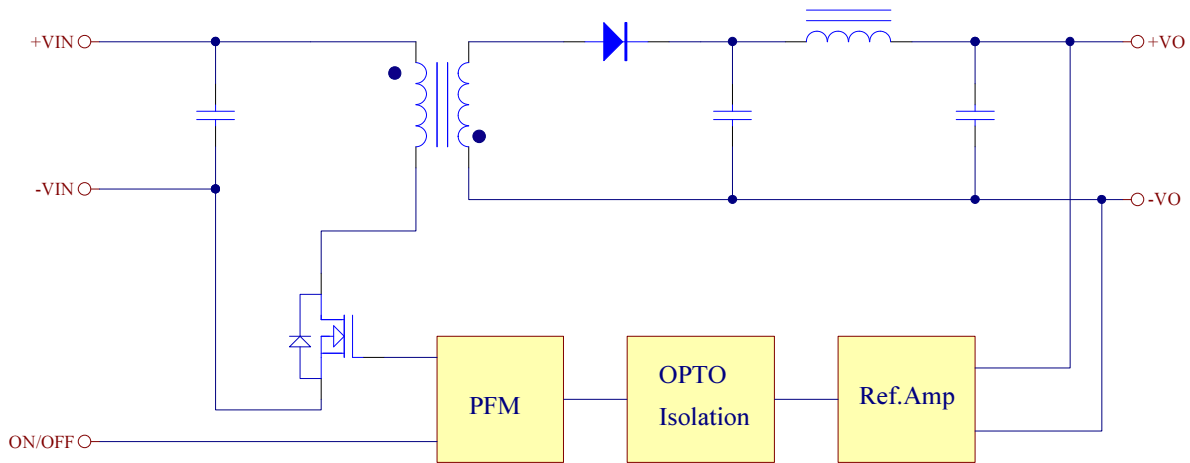 +VIN
+VO
-VIN
-VO
OPTO
Isolation
PFM
Ref.Amp
ON/OFF